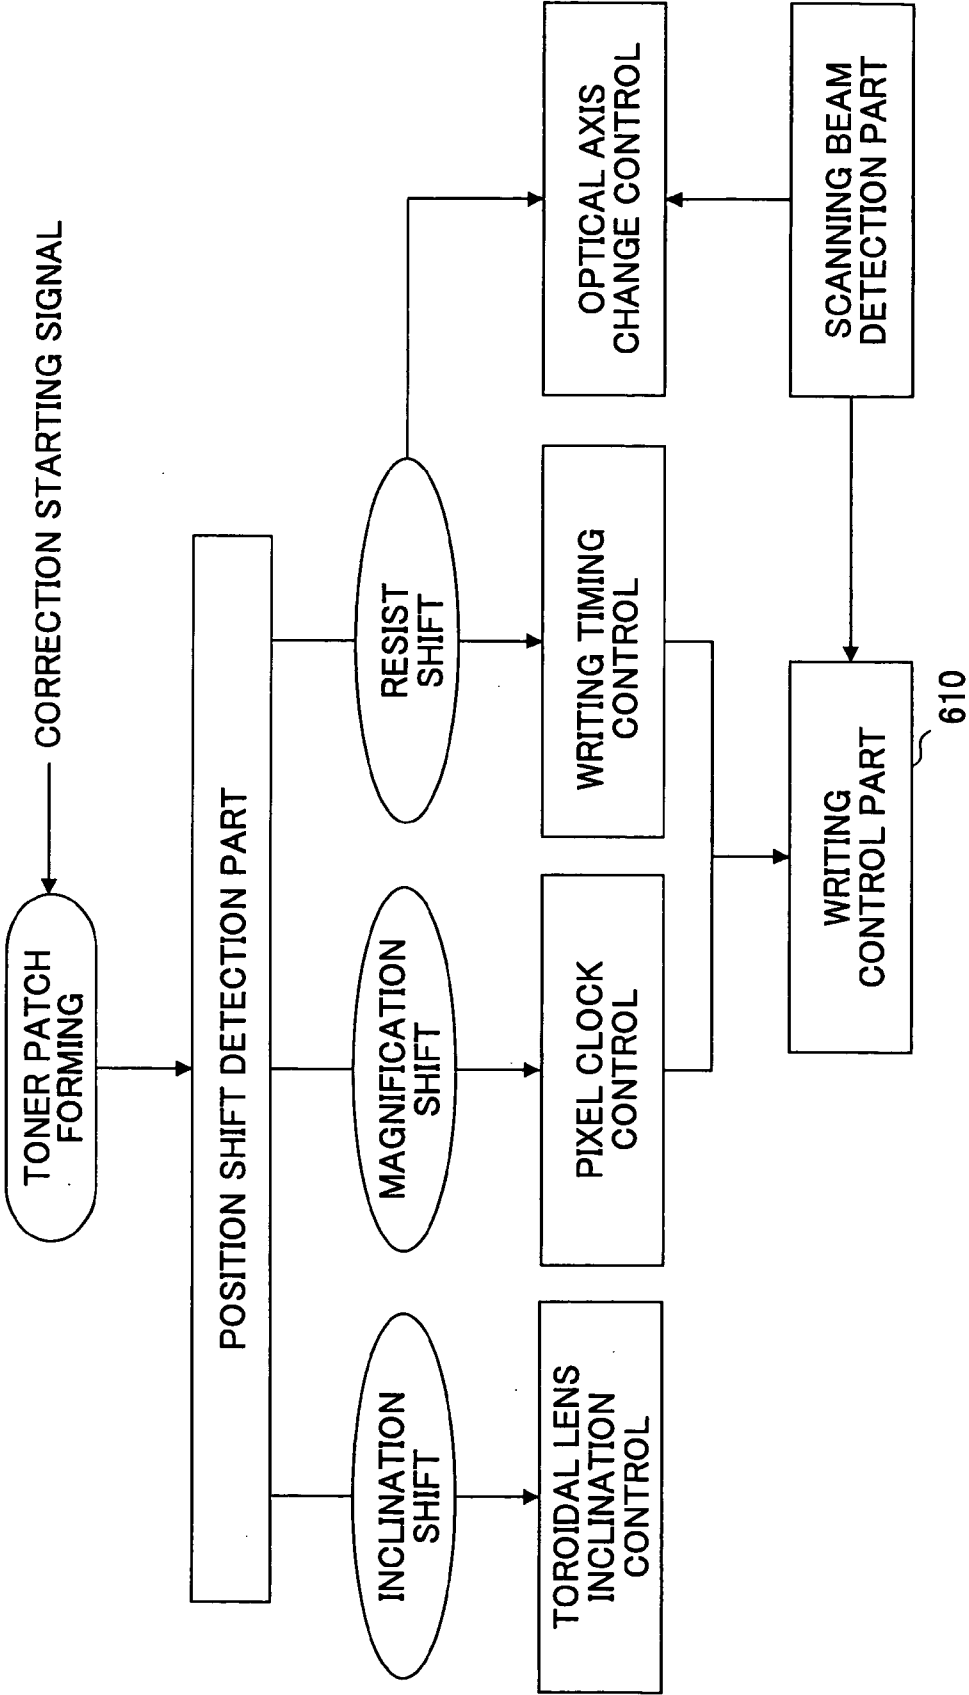 CORRECTION STARTING SIGNAL
TONER PATCH
FORMING
POSITION SHIFT DETECTION PART
INCLINATION
SHIFT
MAGNIFICATION
SHIFT
RESIST
SHIFT
TOROIDAL LENS
INCLINATION
CONTROL
PIXEL CLOCK
CONTROL
WRITING TIMING
CONTROL
OPTICAL AXIS
CHANGE CONTROL
WRITING
CONTROL PART
610
SCANNING BEAM
DETECTION PART